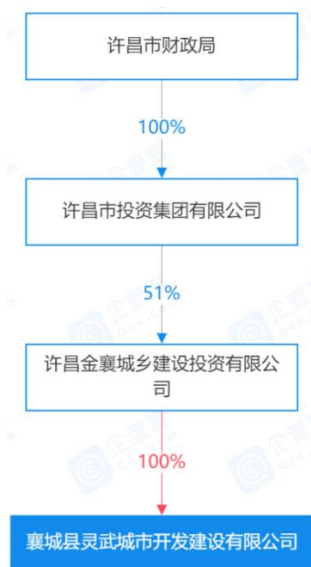 许昌市财政局
100%
许昌市投资集团有限公司
51%
许昌金襄城乡建设投资有限公
司
100%
襄城县灵武城市开发建设有限公司